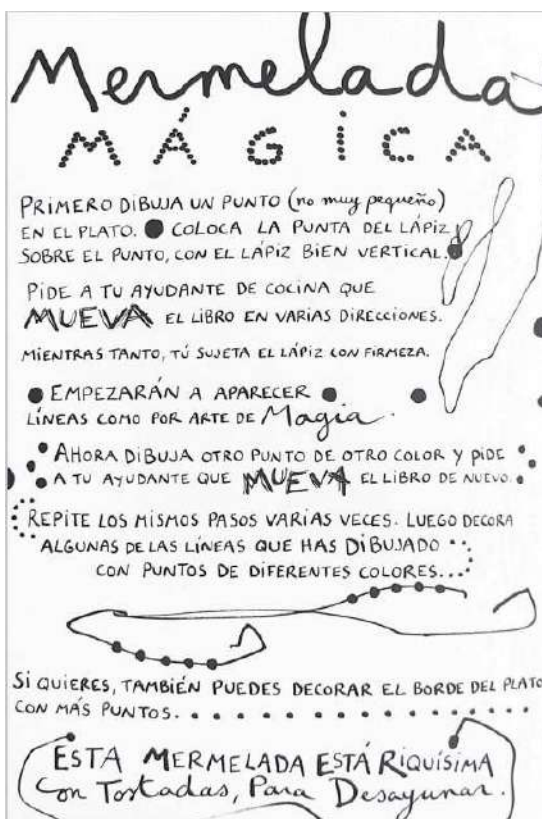 Mermelada
MÁGICA
PRIMERO DIBUJA UN PUNTO (no muy pequeño)
EN EL PLATO. COLOCA LA PUNTA DEL LÁPIZ
SOBRE EL PUNTO, CON EL LÁPIZ BIEN VERTICAL.
PIDE A TU AYUDANTE DE COCINA QUE
MUEVA EL LIBRO EN VARIAS DIRECCIONES.
MIENTRAS TANTO, TÚ SUJETA EL LÁPIZ CON FIRMEZA.
EMPEZARÁN A APARECER
LÍNEAS COMO POR ARTE DE Magia.
AHORA DIBUJA OTRO PUNTO DE OTRO COLOR Y PIDE
A TU AYUDANTE QUE MUEVA EL LIBRO DE NUEVO.
REPITE LOS MISMOS PASOS VARIAS VECES. LUEGO DECORA
ALGUNAS DE LAS LÍNEAS QUE HAS DIBUJADO
CON PUNTOS DE DIFERENTES COLORES...
SI QUIERES, TAMBIÉN PUEDES DECORAR EL BORDE DEL PLATO
CON MÁS PUNTOS.
ESTA MERMELADA ESTÁ RIQUÍSIMA
Con Tostadas, Para Desayunar.